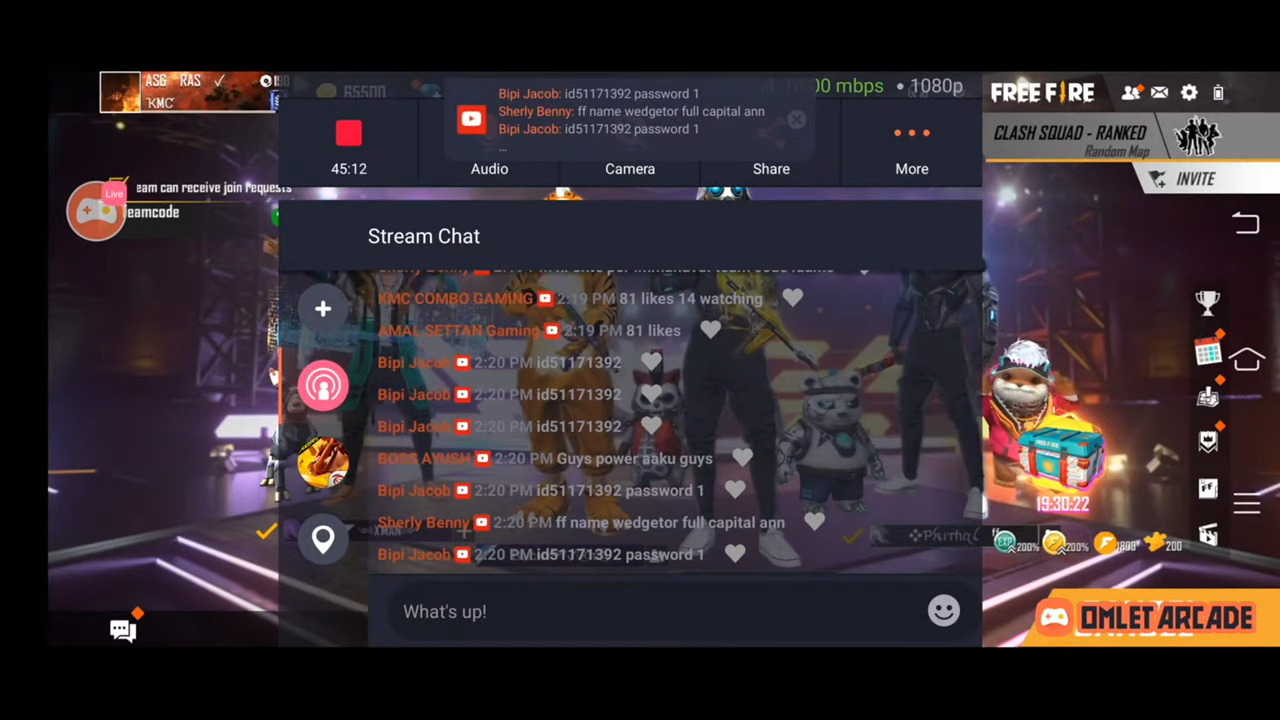 ASG RAS
KMC
65500
00 mbps • 1080p
Bipi Jacob: id51171392 password 1
Sherly Benny: ff name wedgetor full capital ann
Bipi Jacob: id51171392 password 1
...
45:12
Audio
Camera
Share
More
FREE FIRE
CLASH SQUAD - RANKED
Random Map
INVITE
Live
eam can receive join requests
eamcode
Stream Chat
KMC COMBO GAMING 2:19 PM 81 likes 14 watching
AMAL SETTAN Gaming 2:19 PM 81 likes
Bipi Jacob 2:20 PM id51171392
Bipi Jacob 2:20 PM id51171392
Bipi Jacob 2:20 PM id51171392
BOSS AYUSH 2:20 PM Guys power aaku guys
Bipi Jacob 2:20 PM id51171392 password 1
Sherly Benny 2:20 PM ff name wedgetor full capital ann
Bipi Jacob 2:20 PM id51171392 password 1
What's up!
FREE FIRE
19:30:22
FF
200%
200%
1800*
200
OMLET ARCADE